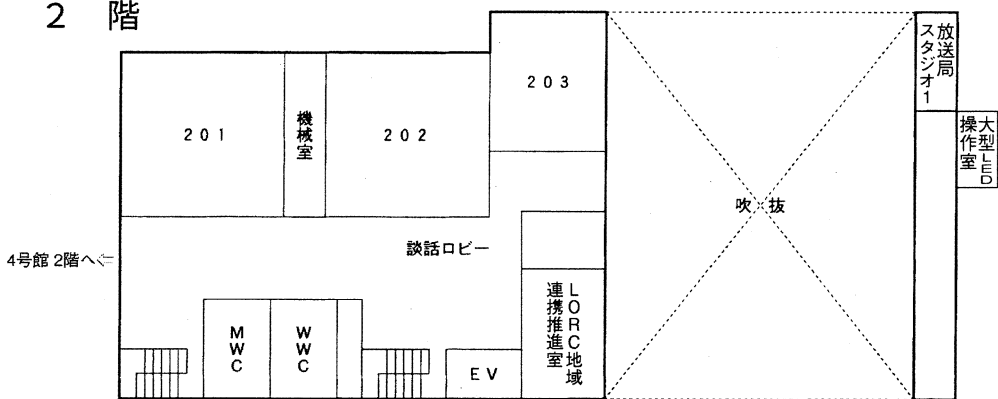 2 階
201
機械室
202
203
吹 抜
放送局
スタジオ1
大型LED
操作室
4号館 2階へ⇐
談話ロビー
MWC
WWC
EV
LORC地域
連携推進室